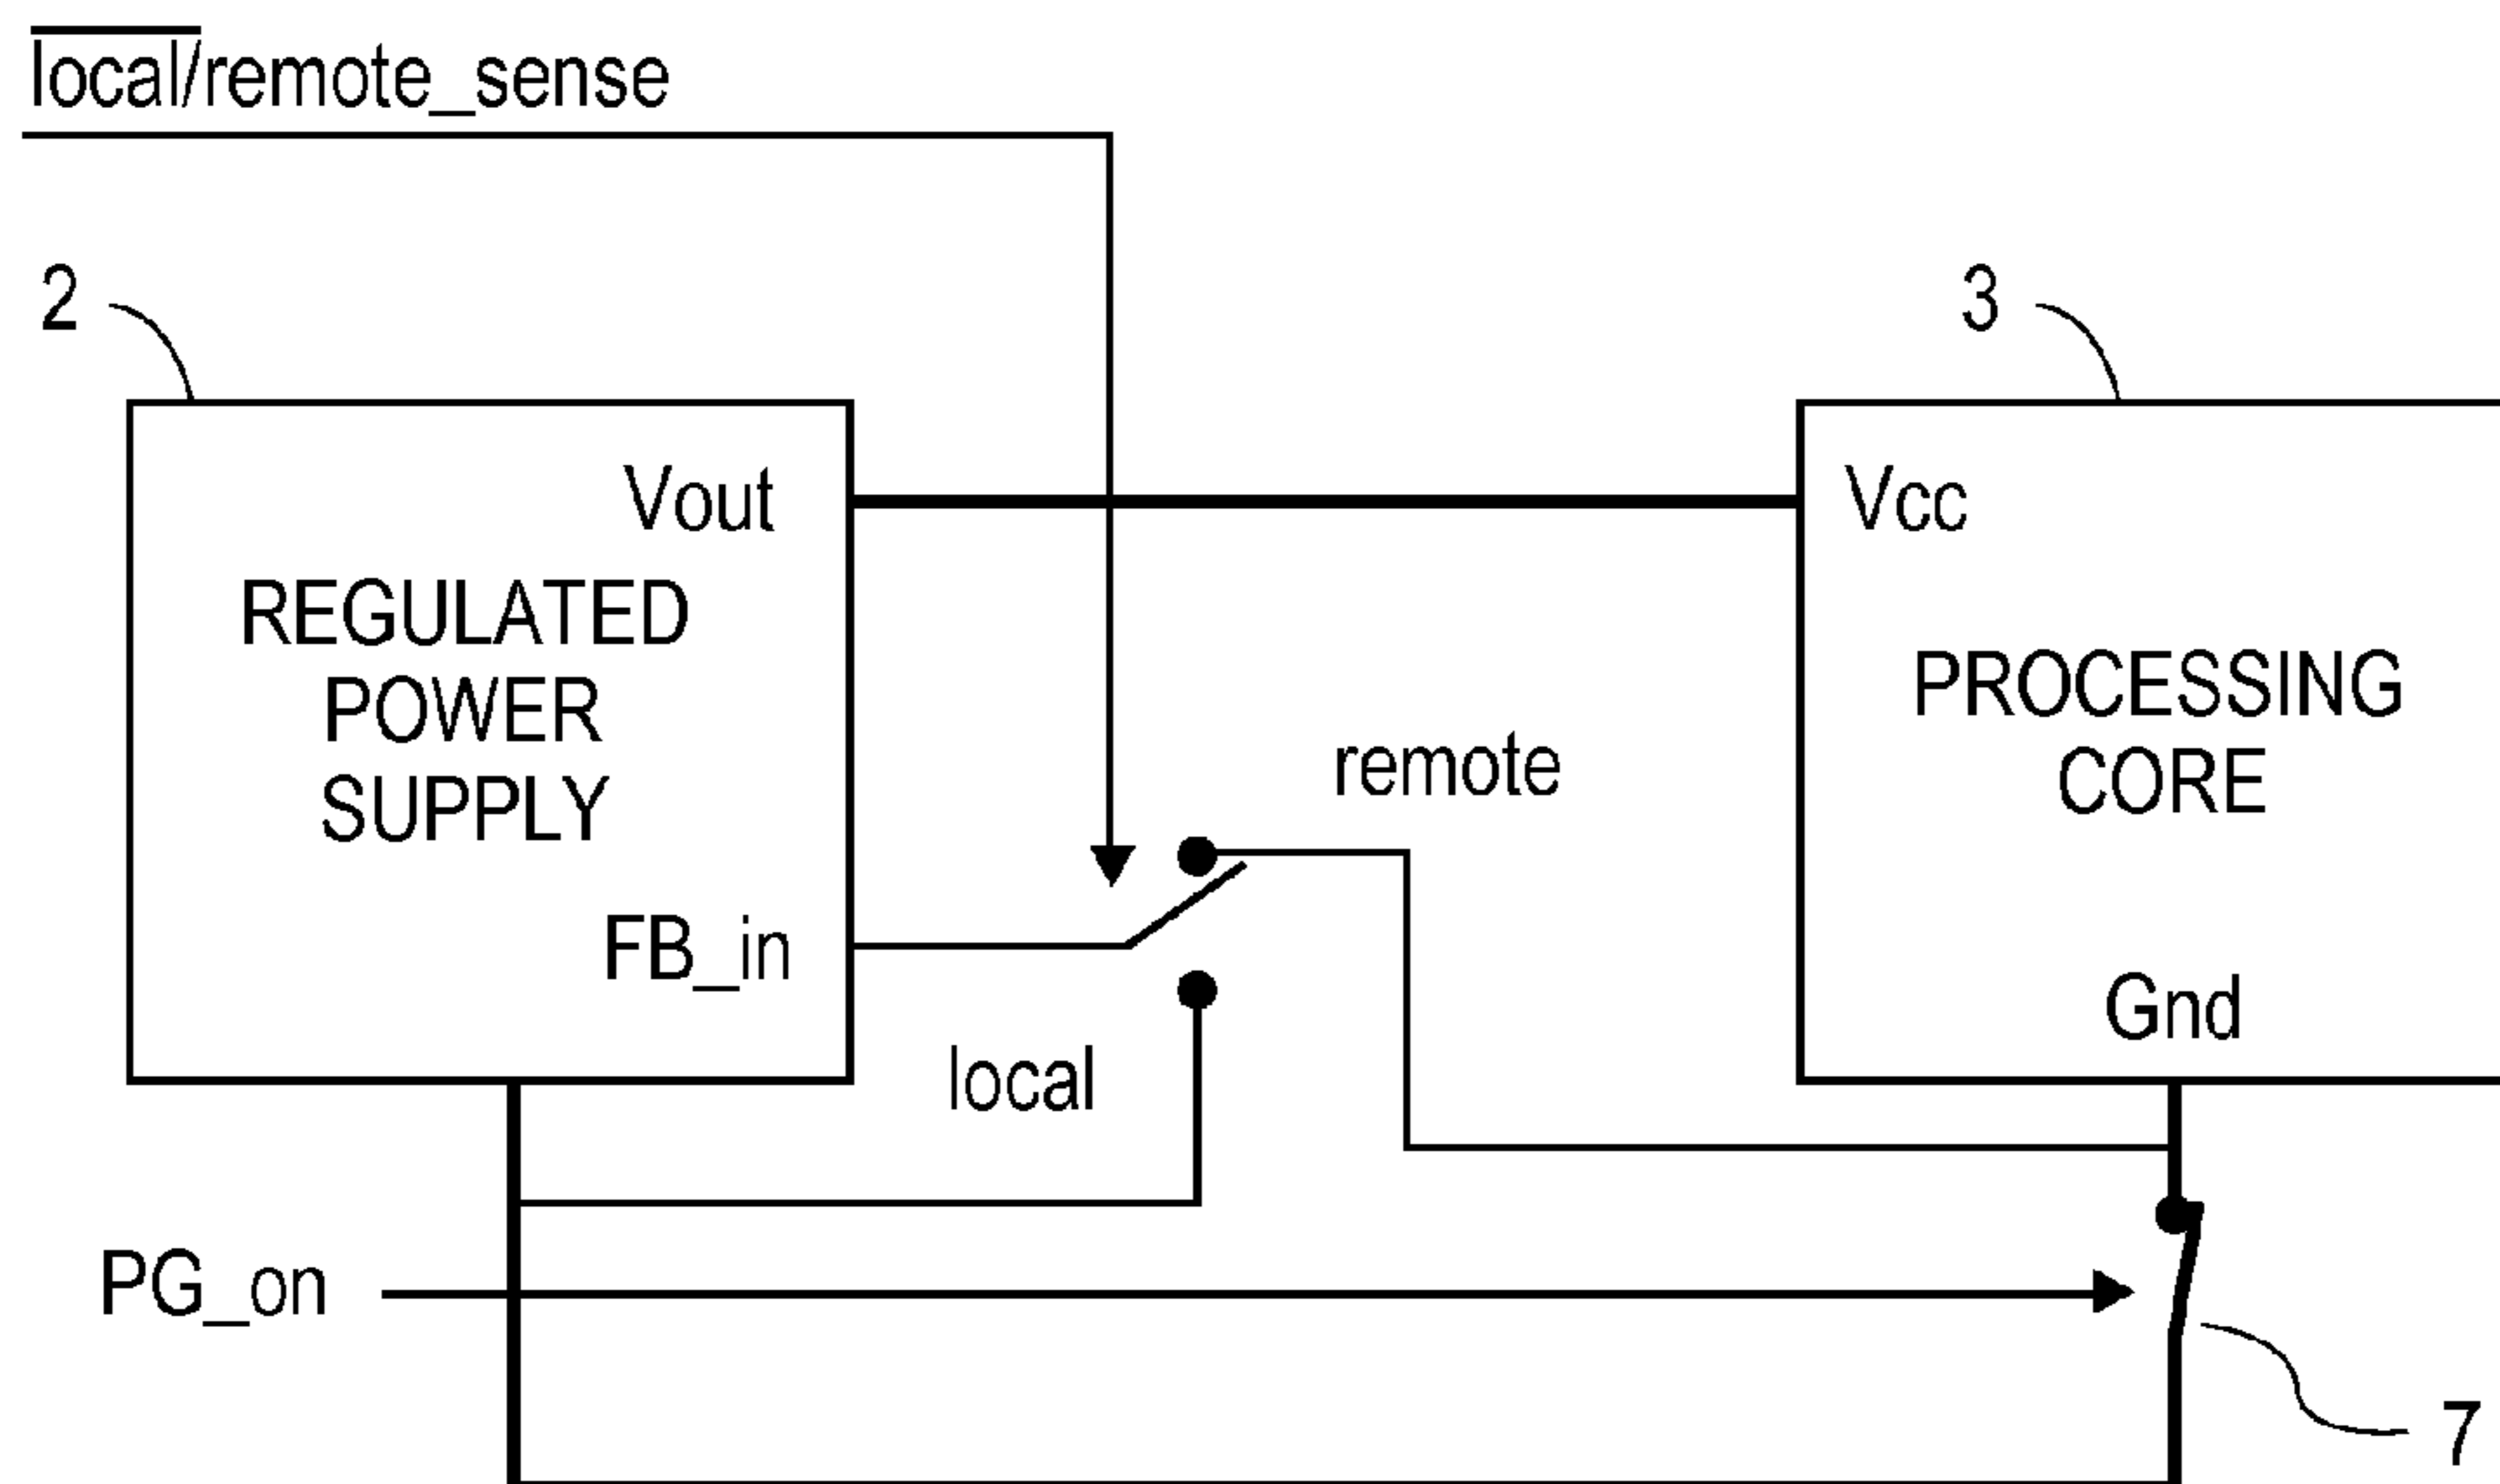 local/remote_sense
2
3
Vout
Vcc
REGULATED
POWER
SUPPLY
PROCESSING
CORE
remote
FB_in
Gnd
local
PG_on
7